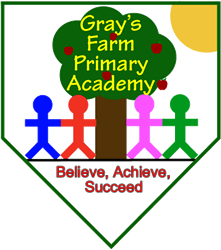 Gray's
Farm
Primary
Academy
Believe, Achieve,
Succeed